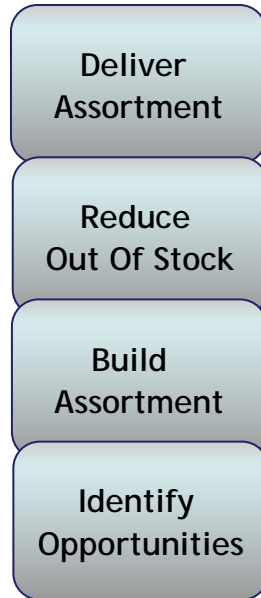 Deliver
Assortment
Reduce
Out Of Stock
Build
Assortment
Identify
Opportunities